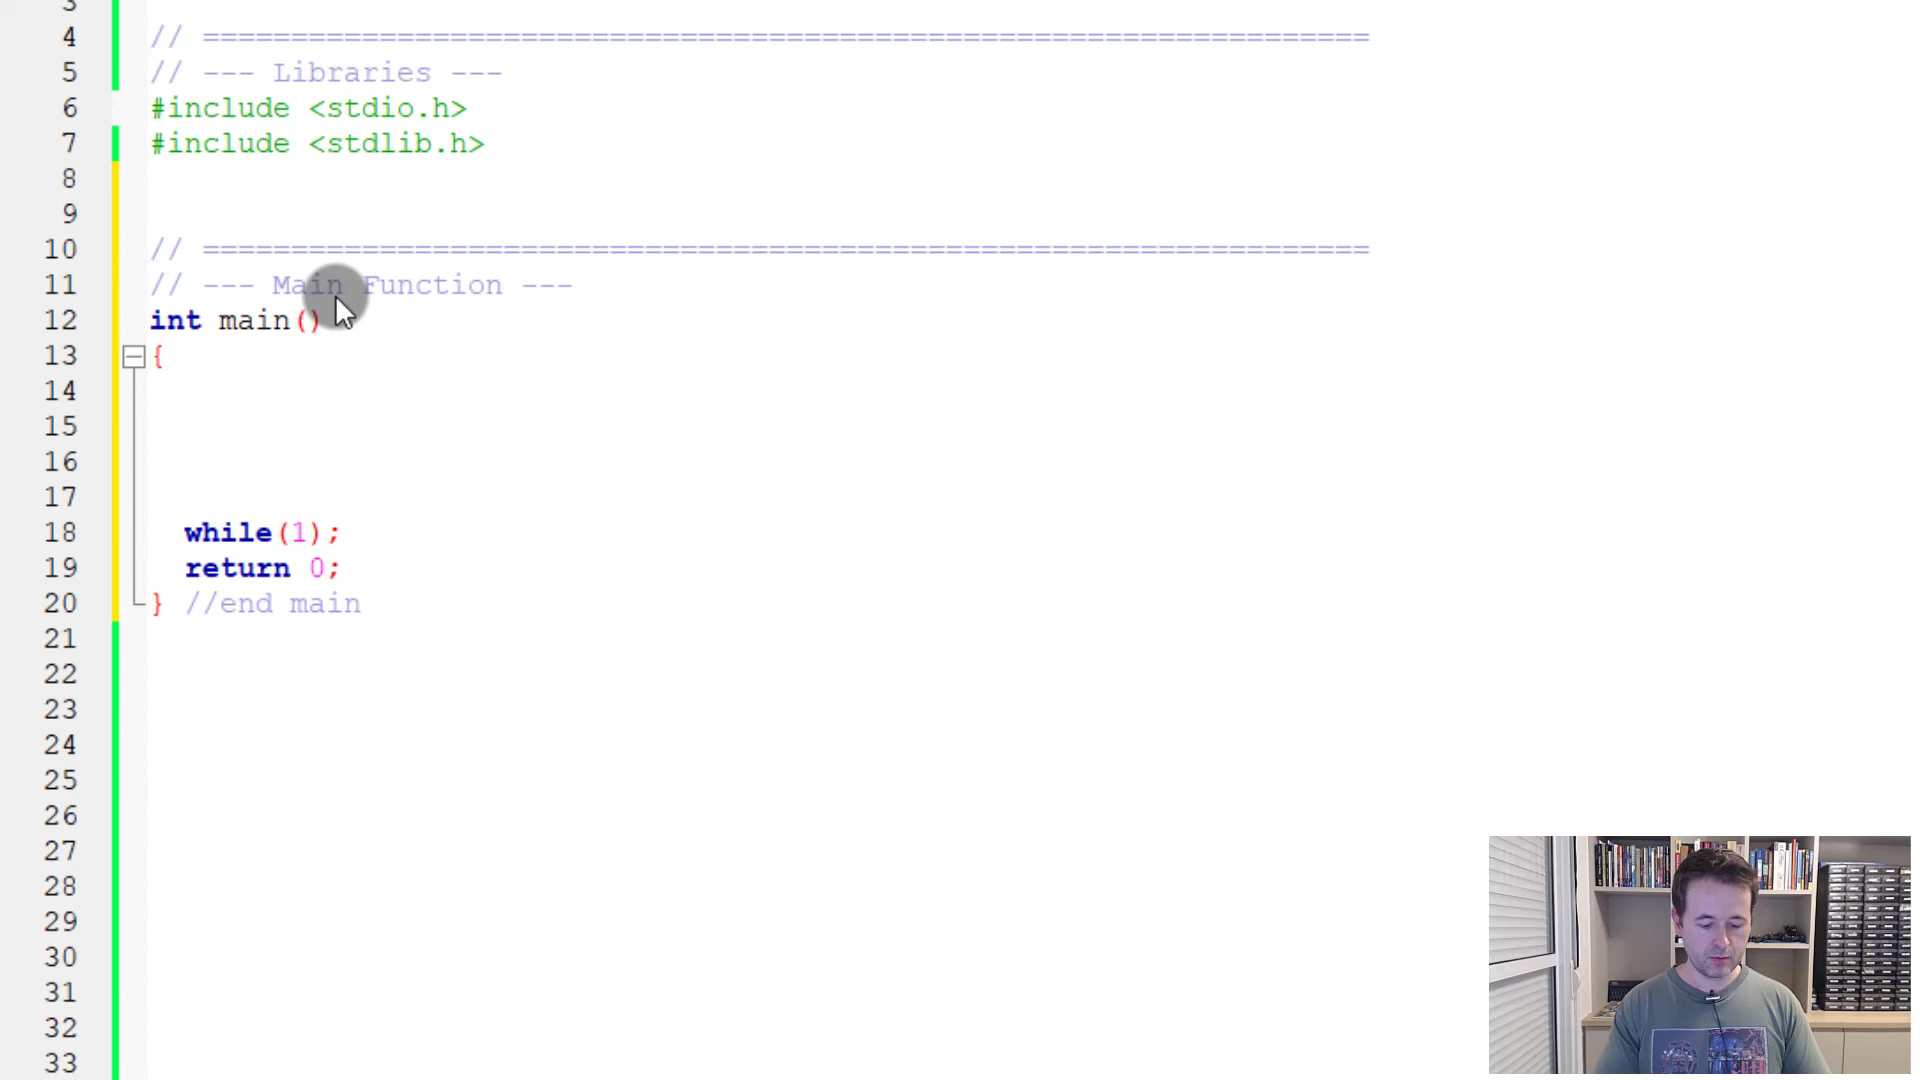 3
4 // ==================================================================
5 // --- Libraries ---
6 #include <stdio.h>
7 #include <stdlib.h>
8
9
10 // ==================================================================
11 // --- Main Function ---
12 int main()
13 {
14
15
16
17
18 while(1);
19 return 0;
20 } //end main
21
22
23
24
25
26
27
28
29
30
31
32
33